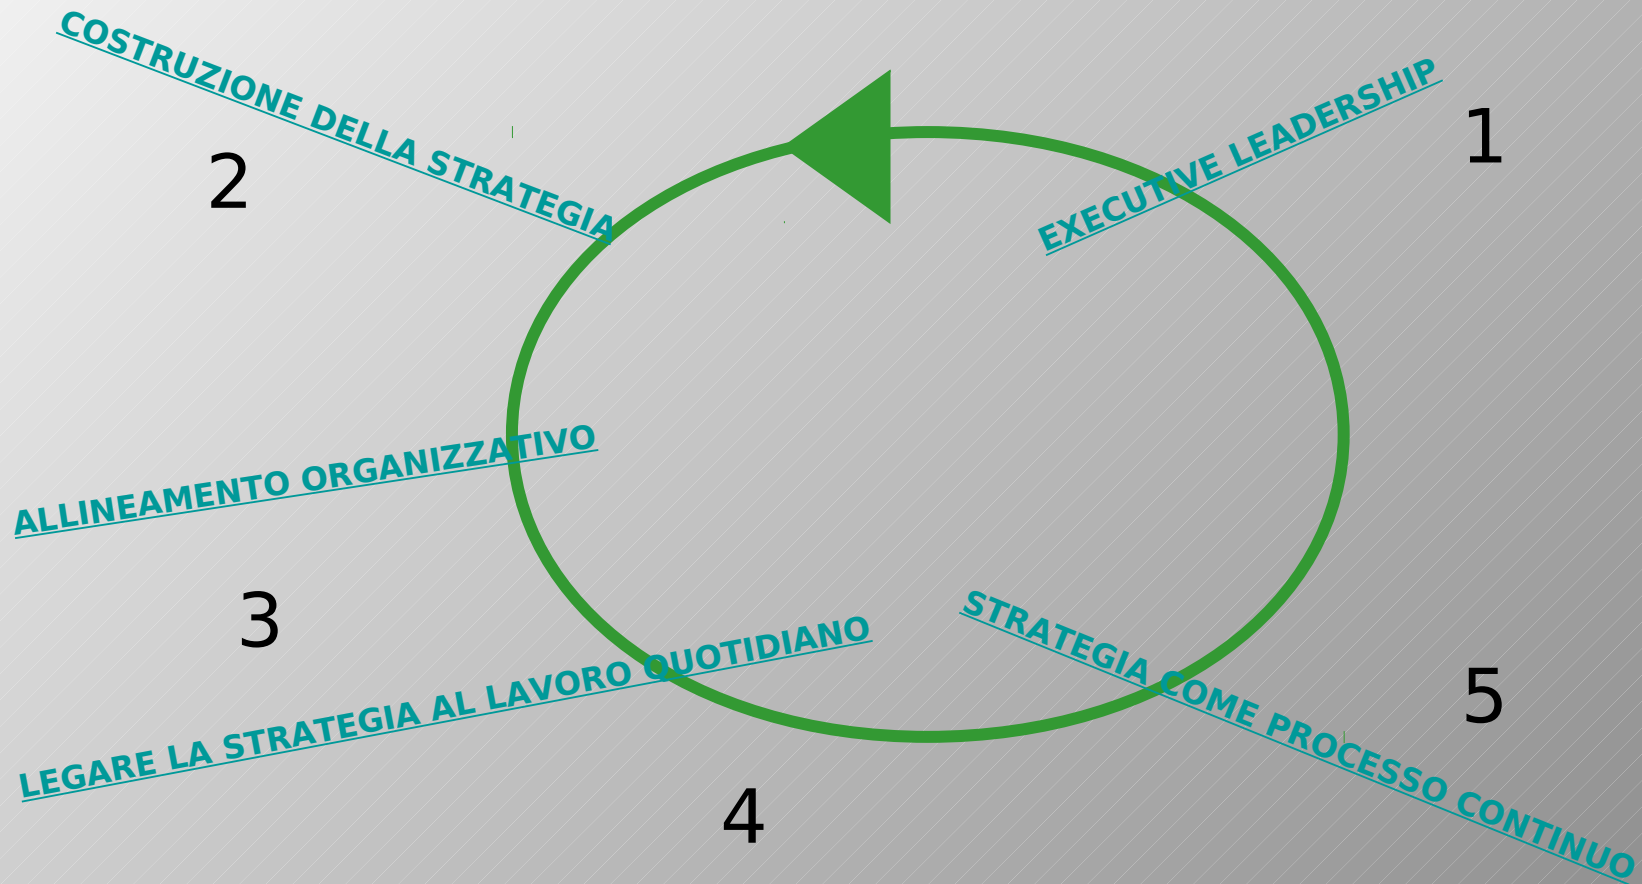 EXECUTIVE LEADERSHIP
1
COSTRUZIONE DELLA STRATEGIA
2
ALLINEAMENTO ORGANIZZATIVO
3
LEGARE LA STRATEGIA AL LAVORO QUOTIDIANO
4
STRATEGIA COME PROCESSO CONTINUO
5